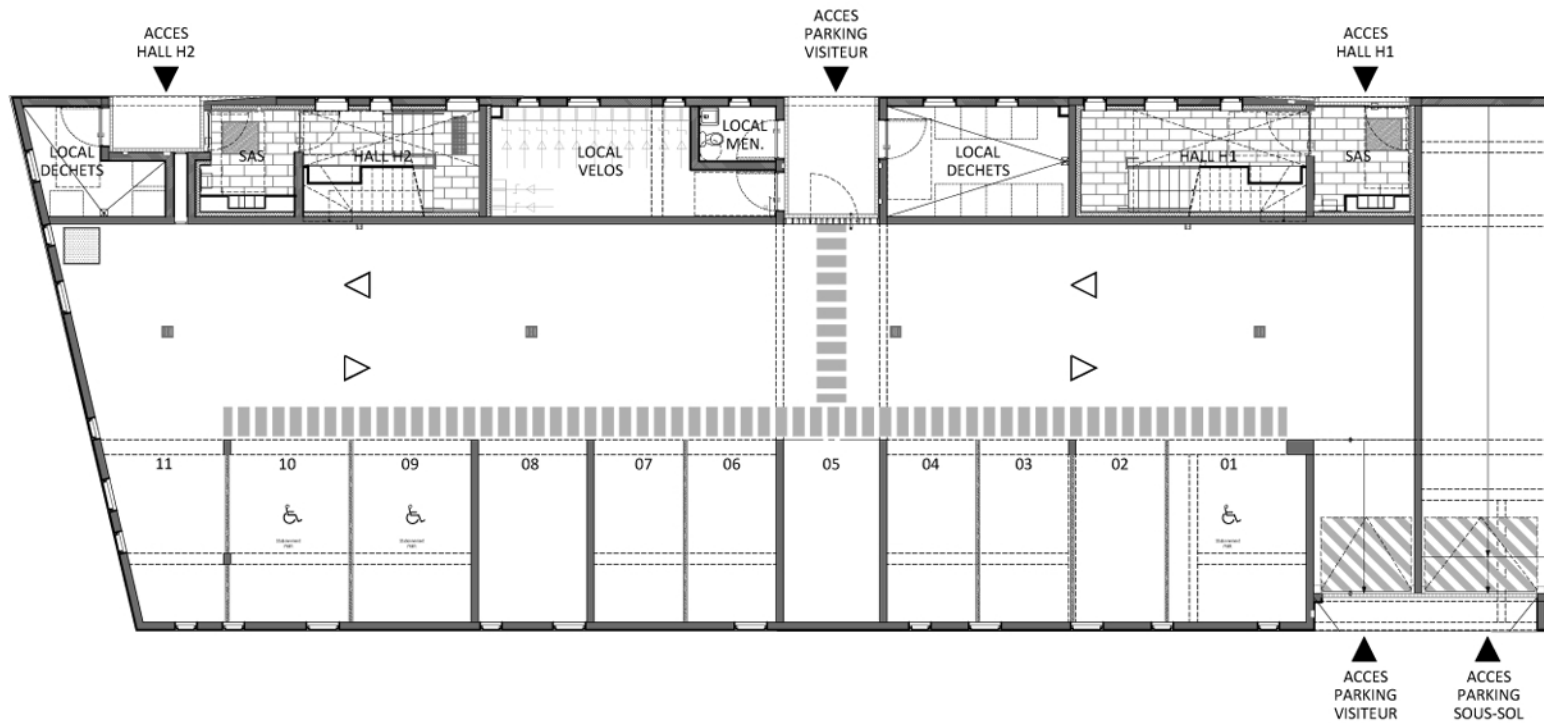 ACCES
HALL H2
ACCES
PARKING
VISITEUR
ACCES
HALL H1
LOCAL
DECHETS
SAS
HALL H2
LOCAL
VELOS
LOCAL
MEN.
LOCAL
DECHETS
HALL H1
SAS
11
10
09
08
07
06
05
04
03
02
01
ACCES
PARKING
VISITEUR
ACCES
PARKING
SOUS-SOL